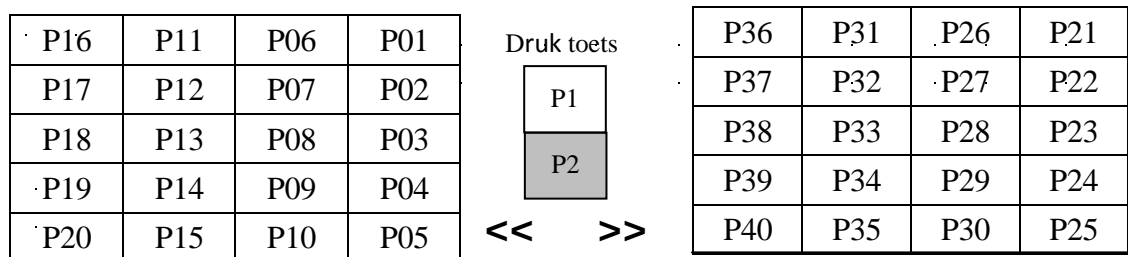 P16 P11 P06 P01
P17 P12 P07 P02
P18 P13 P08 P03
P19 P14 P09 P04
P20 P15 P10 P05
Druk toets
P1
P2
<< >>
P36 P31 P26 P21
P37 P32 P27 P22
P38 P33 P28 P23
P39 P34 P29 P24
P40 P35 P30 P25